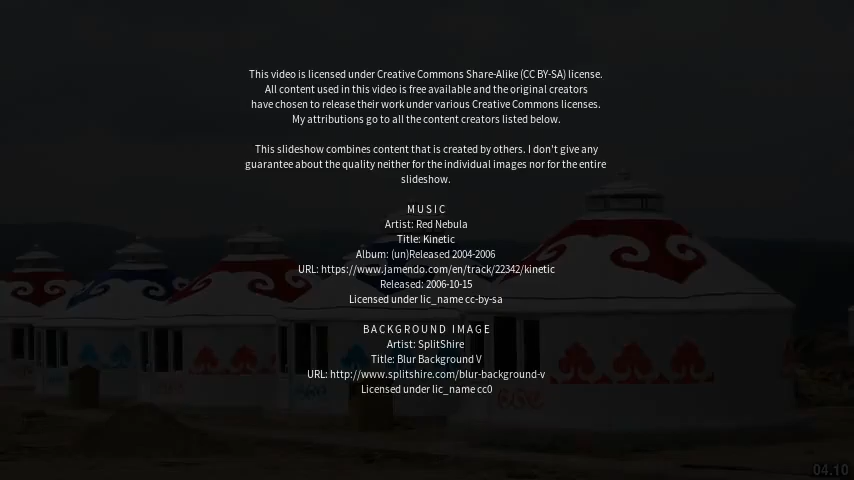 This video is licensed under Creative Commons Share-Alike (CC BY-SA) license.
All content used in this video is free available and the original creators
have chosen to release their work under various Creative Commons licenses.
My attributions go to all the content creators listed below.
This slideshow combines content that is created by others. I don't give any
guarantee about the quality neither for the individual images nor for the entire
slideshow.
MUSIC
Artist: Red Nebula
Title: Kinetic
Album: (un)Released 2004-2006
URL: https://www.jamendo.com/en/track/22342/kinetic
Released: 2006-10-15
Licensed under lic_name cc-by-sa
BACKGROUND IMAGE
Artist: SplitShire
Title: Blur Background V
URL: http://www.splitshire.com/blur-background-v
Licensed under lic_name cc0
04.10